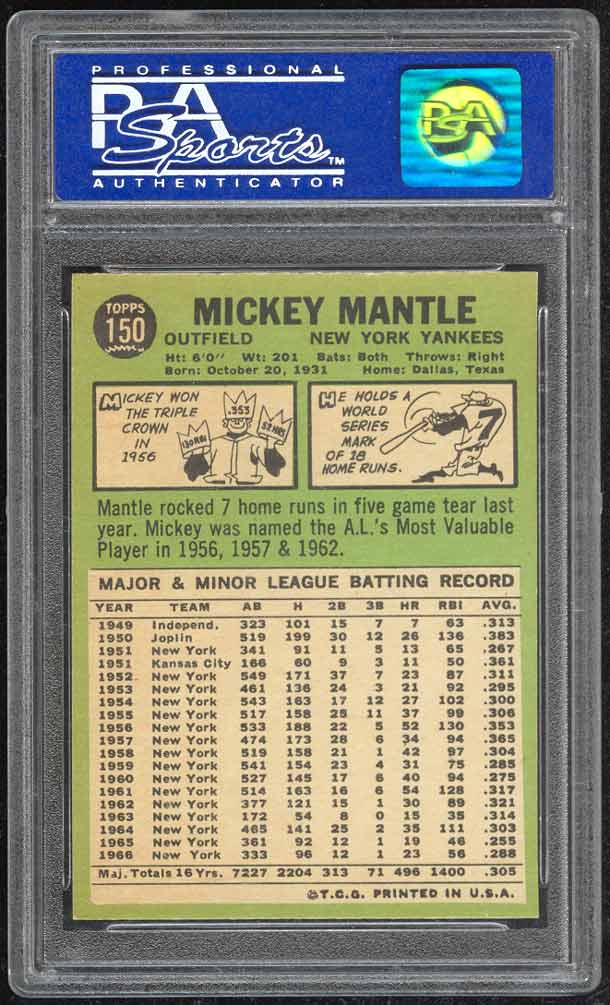 PROFESSIONAL
PSA
Sports™
AUTHENTICATOR
PSA
TOPPS
150
MICKEY MANTLE
OUTFIELD NEW YORK YANKEES
Ht: 6'0" Wt: 201 Bats: Both Throws: Right
Born: October 20, 1931 Home: Dallas, Texas
MICKEY WON
THE TRIPLE
CROWN
IN
1956
130 RBI
.353
52 HRS
HE HOLDS A
WORLD
SERIES
MARK
OF 18
HOME RUNS.
7
Mantle rocked 7 home runs in five game tear last
year. Mickey was named the A.L.'s Most Valuable
Player in 1956, 1957 & 1962.
MAJOR & MINOR LEAGUE BATTING RECORD
YEAR TEAM AB H 2B 3B HR RBI AVG.
1949 Independ. 323 101 15 7 7 63 .313
1950 Joplin 519 199 30 12 26 136 .383
1951 New York 341 91 11 5 13 65 .267
1951 Kansas City 166 60 9 3 11 50 .361
1952 New York 549 171 37 7 23 87 .311
1953 New York 461 136 24 3 21 92 .295
1954 New York 543 163 17 12 27 102 .300
1955 New York 517 158 25 11 37 99 .306
1956 New York 533 188 22 5 52 130 .353
1957 New York 474 173 28 6 34 94 .365
1958 New York 519 158 21 1 42 97 .304
1959 New York 541 154 23 4 31 75 .285
1960 New York 527 145 17 6 40 94 .275
1961 New York 514 163 16 6 54 128 .317
1962 New York 377 121 15 1 30 89 .321
1963 New York 172 54 8 0 15 35 .314
1964 New York 465 141 25 2 35 111 .303
1965 New York 361 92 12 1 19 46 .255
1966 New York 333 96 12 1 23 56 .288
Maj. Totals 16 Yrs. 7227 2204 313 71 496 1400 .305
©T.C.G. PRINTED IN U.S.A.